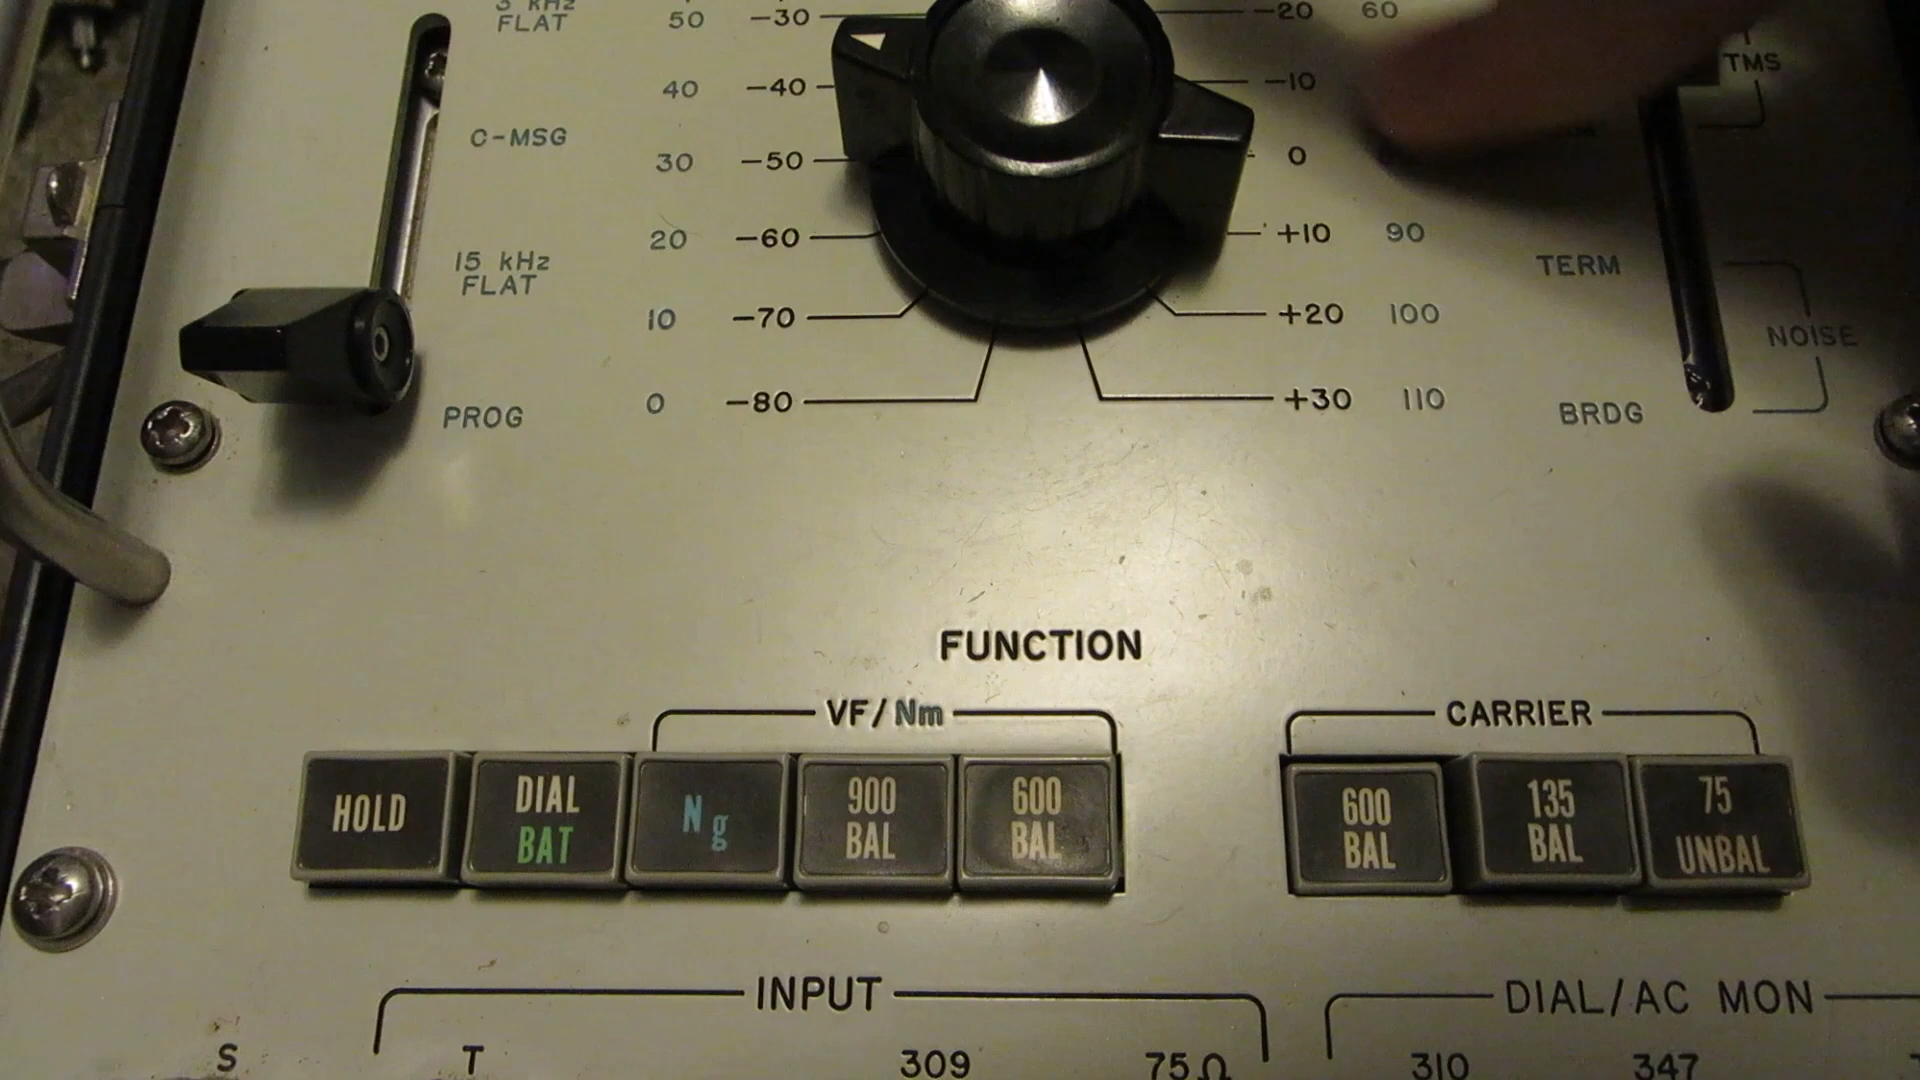 3 kHz
FLAT
50 -30
-20 60
TMS
40 -40
-10
C-MSG
30 -50
0
20 -60
+10 90
15 kHz
FLAT
TERM
10 -70
+20 100
NOISE
PROG
0 -80
+30 110
BRDG
FUNCTION
VF/Nm
CARRIER
HOLD
DIAL
BAT
Ng
900
BAL
600
BAL
600
BAL
135
BAL
75
UNBAL
INPUT
DIAL/AC MON
S T 309 75Ω 310 347